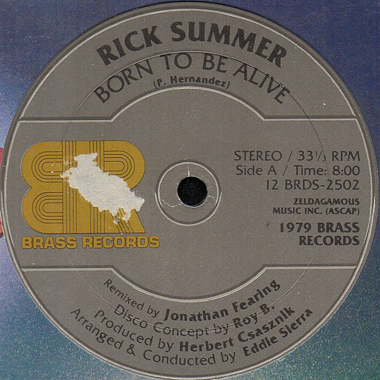 RICK SUMMER
BORN TO BE ALIVE
(P. Hernandez)
STEREO / 33⅓ RPM
Side A / Time: 8:00
12 BRDS-2502
ZELDAGAMOUS
MUSIC INC. (ASCAP)
1979 BRASS
RECORDS
BR
BRASS RECORDS
Remixed by Jonathan Fearing
Disco Concept by Roy B.
Produced by Herbert Csasznik
Arranged & Conducted by Eddie Sierra